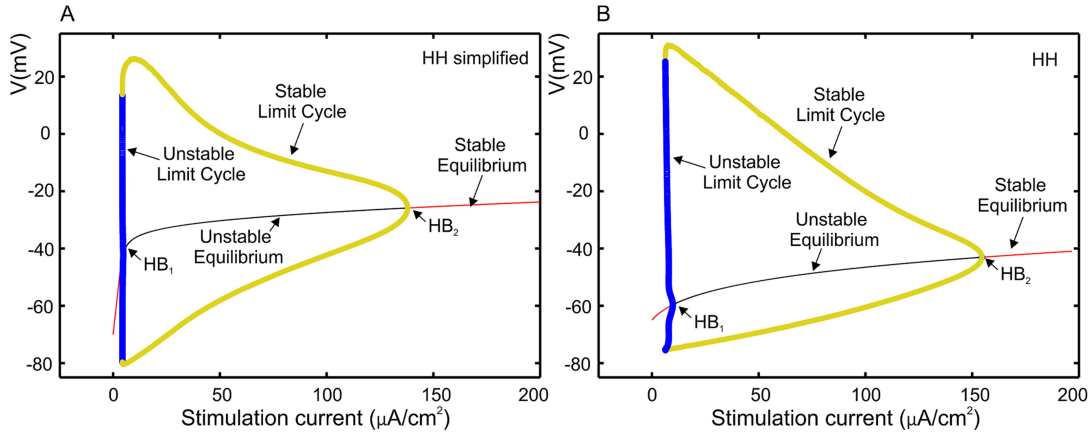 A
V(mV)
HH simplified
20
0
-20
-40
-60
-80
Stable
Limit Cycle
Unstable
Limit Cycle
Stable
Equilibrium
Unstable
Equilibrium
HB₁
HB₂
0
50
100
150
200
Stimulation current (μA/cm²)
B
V(mV)
HH
20
0
-20
-40
-60
-80
Stable
Limit Cycle
Unstable
Limit Cycle
Unstable
Equilibrium
Stable
Equilibrium
HB₁
HB₂
0
50
100
150
200
Stimulation current (μA/cm²)